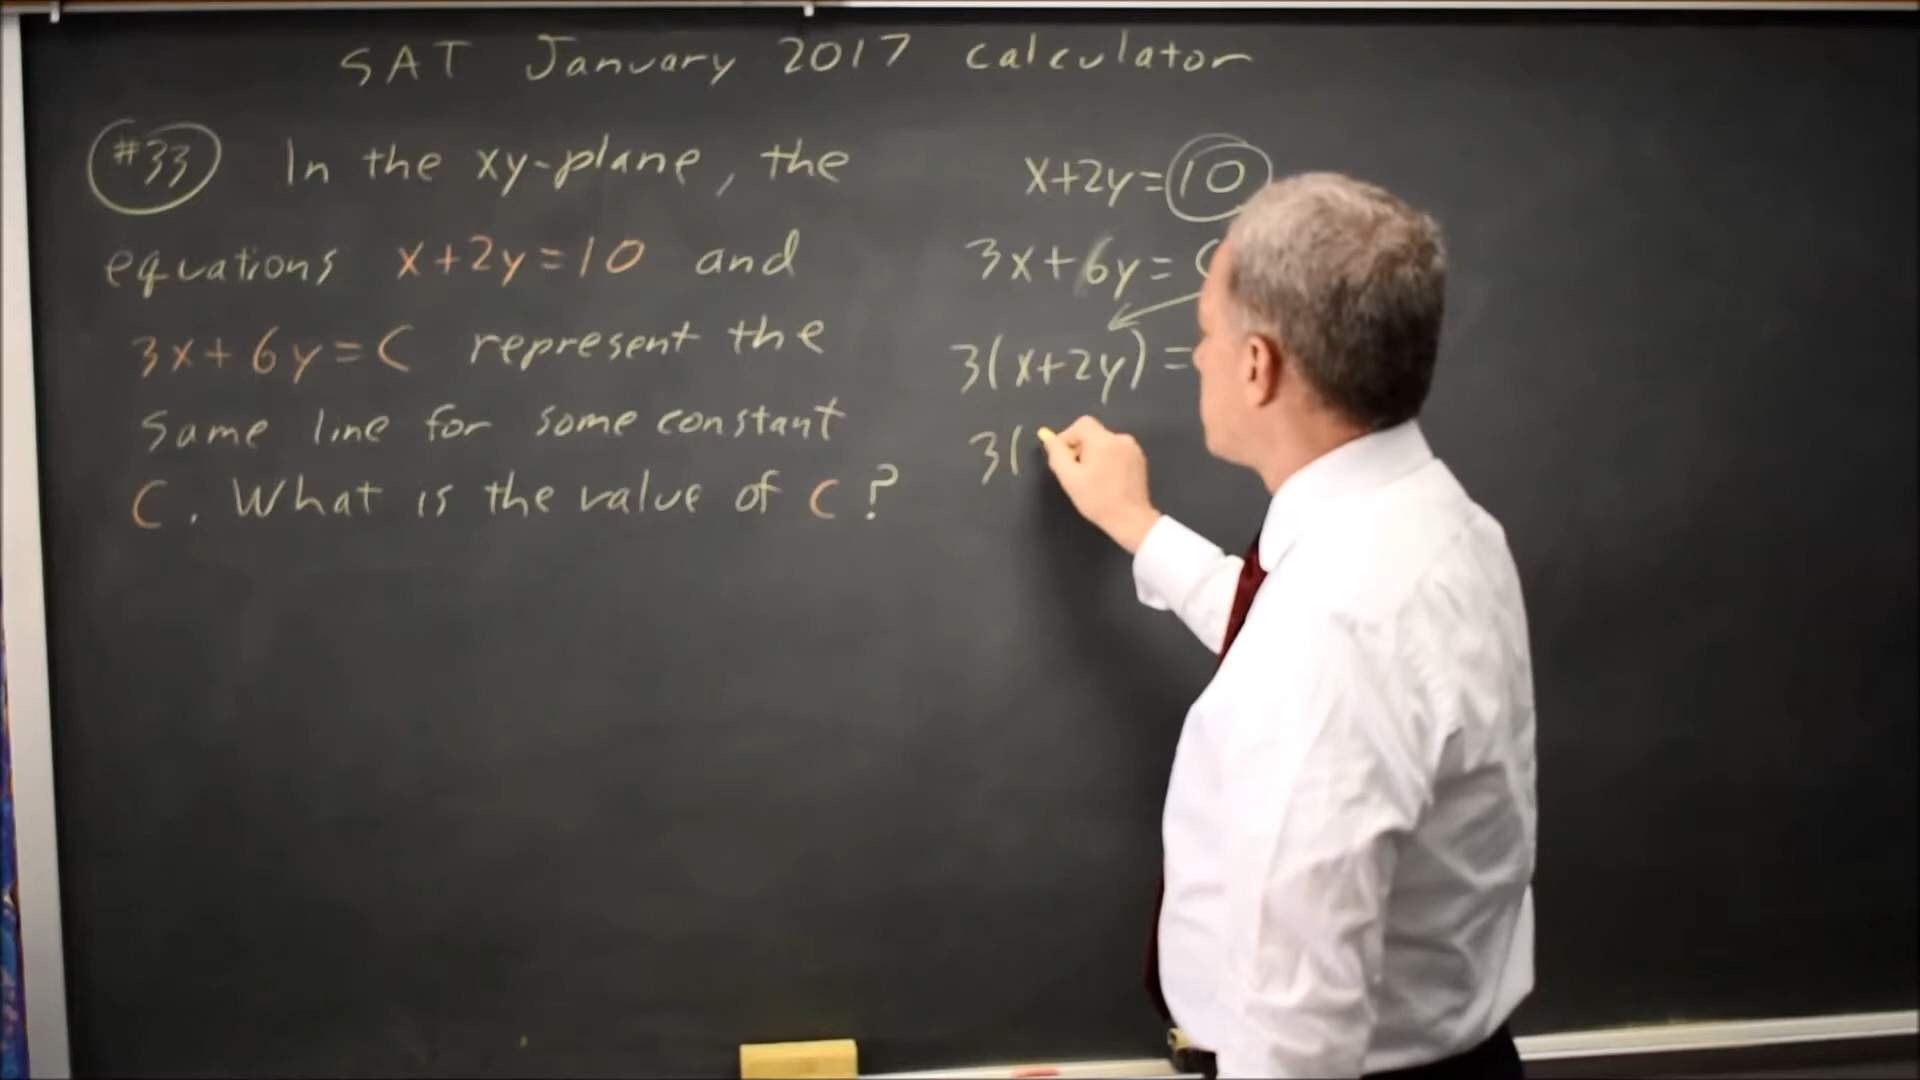 SAT January 2017 calculator
#33 In the xy-plane, the
equations x+2y=10 and
3x+6y=C represent the
same line for some constant
C. What is the value of C?
x+2y=10
3x+6y=C
3(x+2y)=
3(